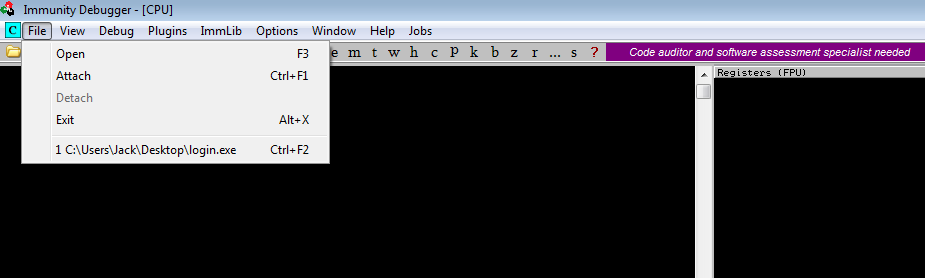 Immunity Debugger - [CPU]
C File View Debug Plugins ImmLib Options Window Help Jobs
e m t w h c p k b z r ... s ? Code auditor and software assessment specialist needed
Open F3
Attach Ctrl+F1
Detach
Exit Alt+X
1 C:\Users\Jack\Desktop\login.exe Ctrl+F2
Registers (FPU)